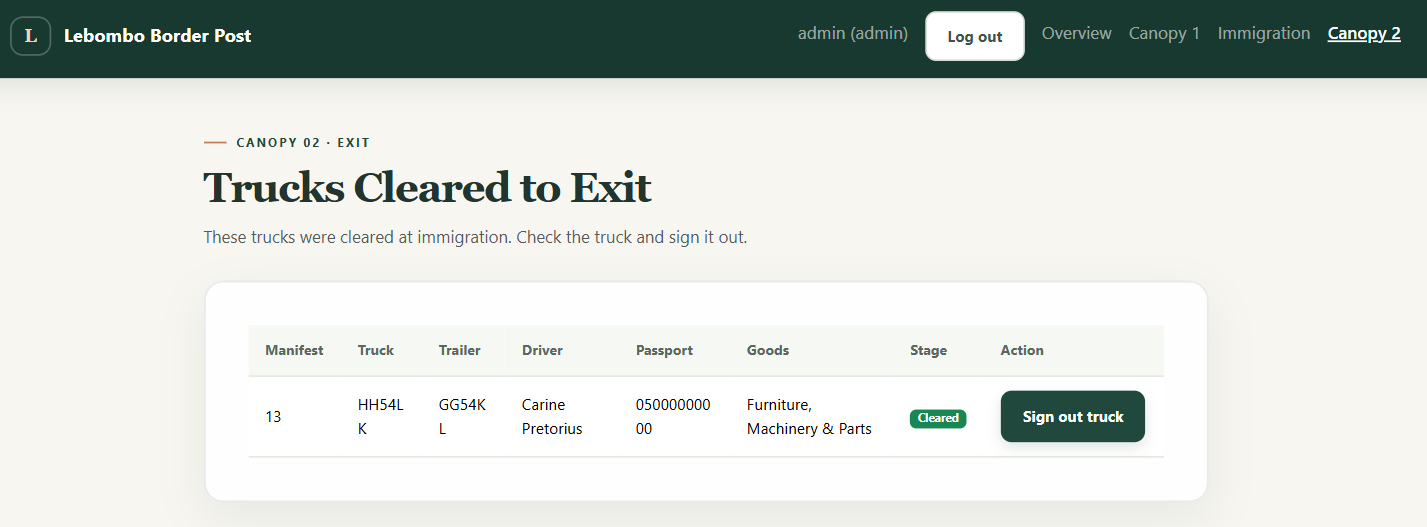 L
Lebombo Border Post
admin (admin)
Log out
Overview
Canopy 1
Immigration
Canopy 2
CANOPY 02 · EXIT
Trucks Cleared to Exit
These trucks were cleared at immigration. Check the truck and sign it out.
Manifest Truck Trailer Driver Passport Goods Stage Action
13
HH54L
K
GG54K
L
Carine
Pretorius
050000000
00
Furniture,
Machinery & Parts
Cleared
Sign out truck